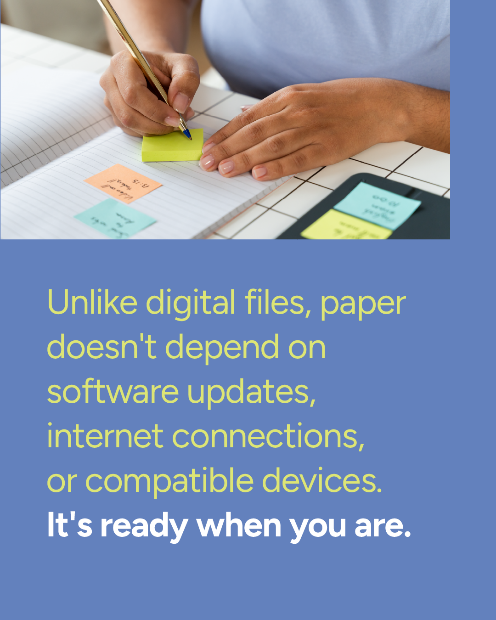 Unlike digital files, paper
doesn't depend on
software updates,
internet connections,
or compatible devices.
It's ready when you are.